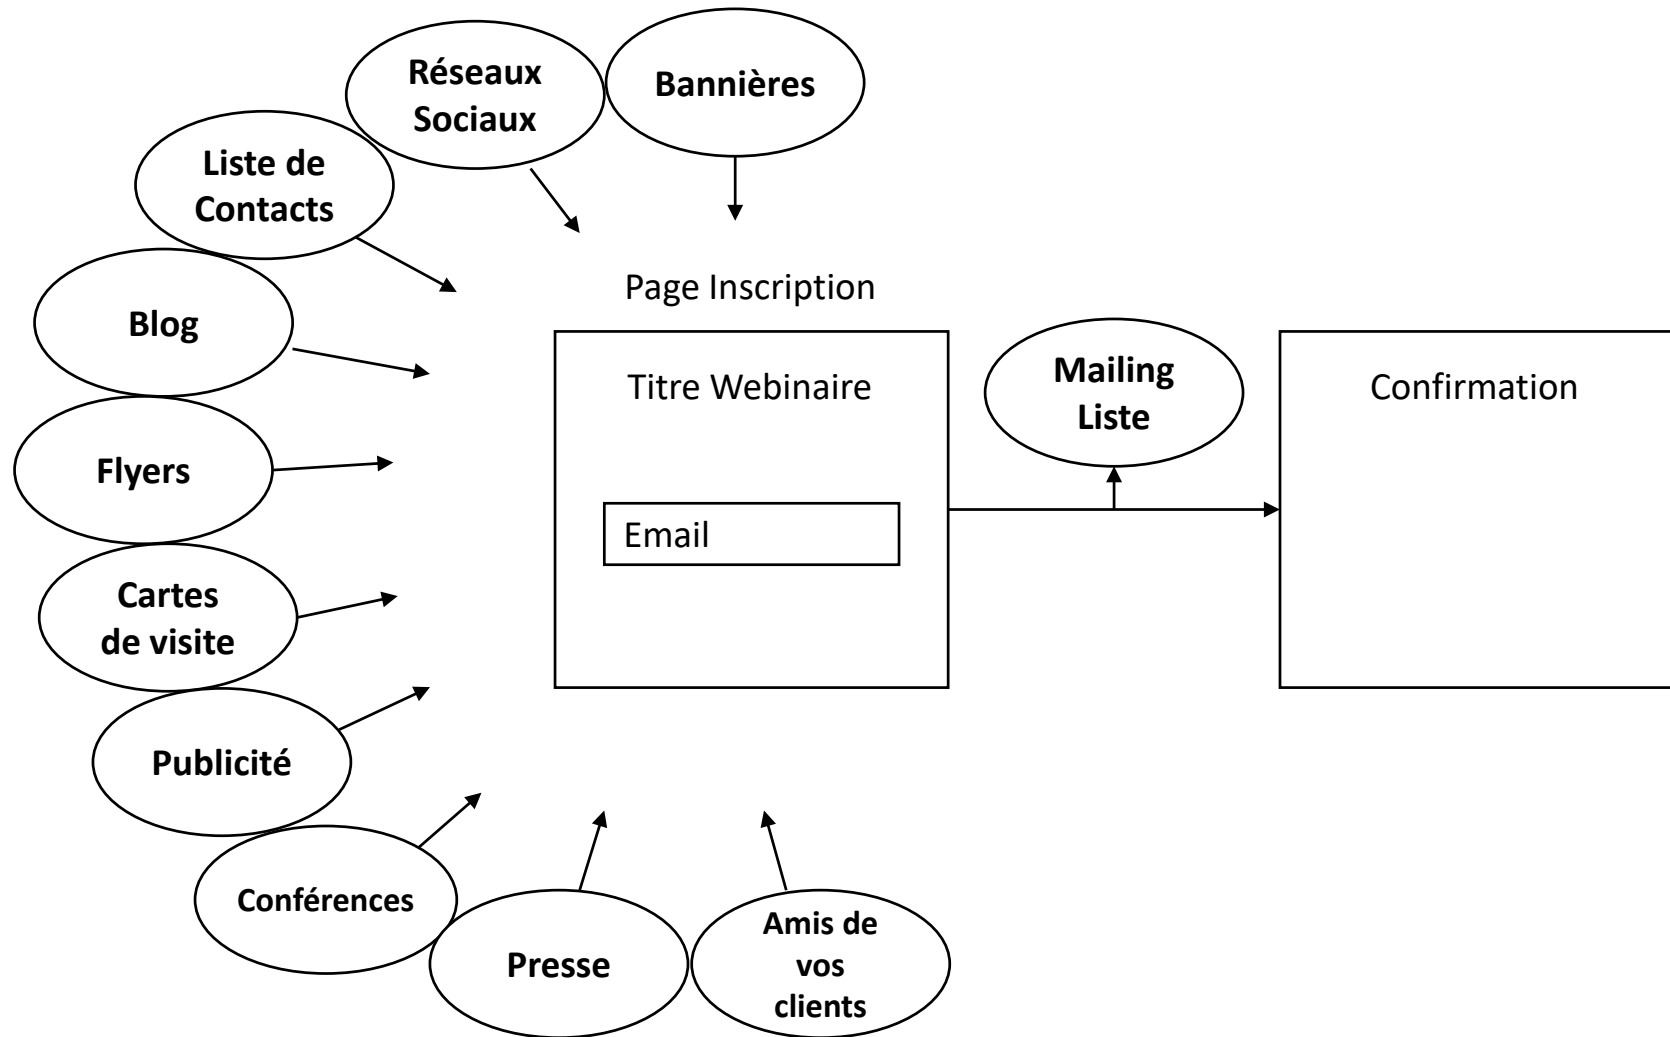 Réseaux
Sociaux
Bannières
Liste de
Contacts
Blog
Flyers
Cartes
de visite
Publicité
Conférences
Presse
Amis de
vos
clients
Page Inscription
Titre Webinaire
Email
Mailing
Liste
Confirmation